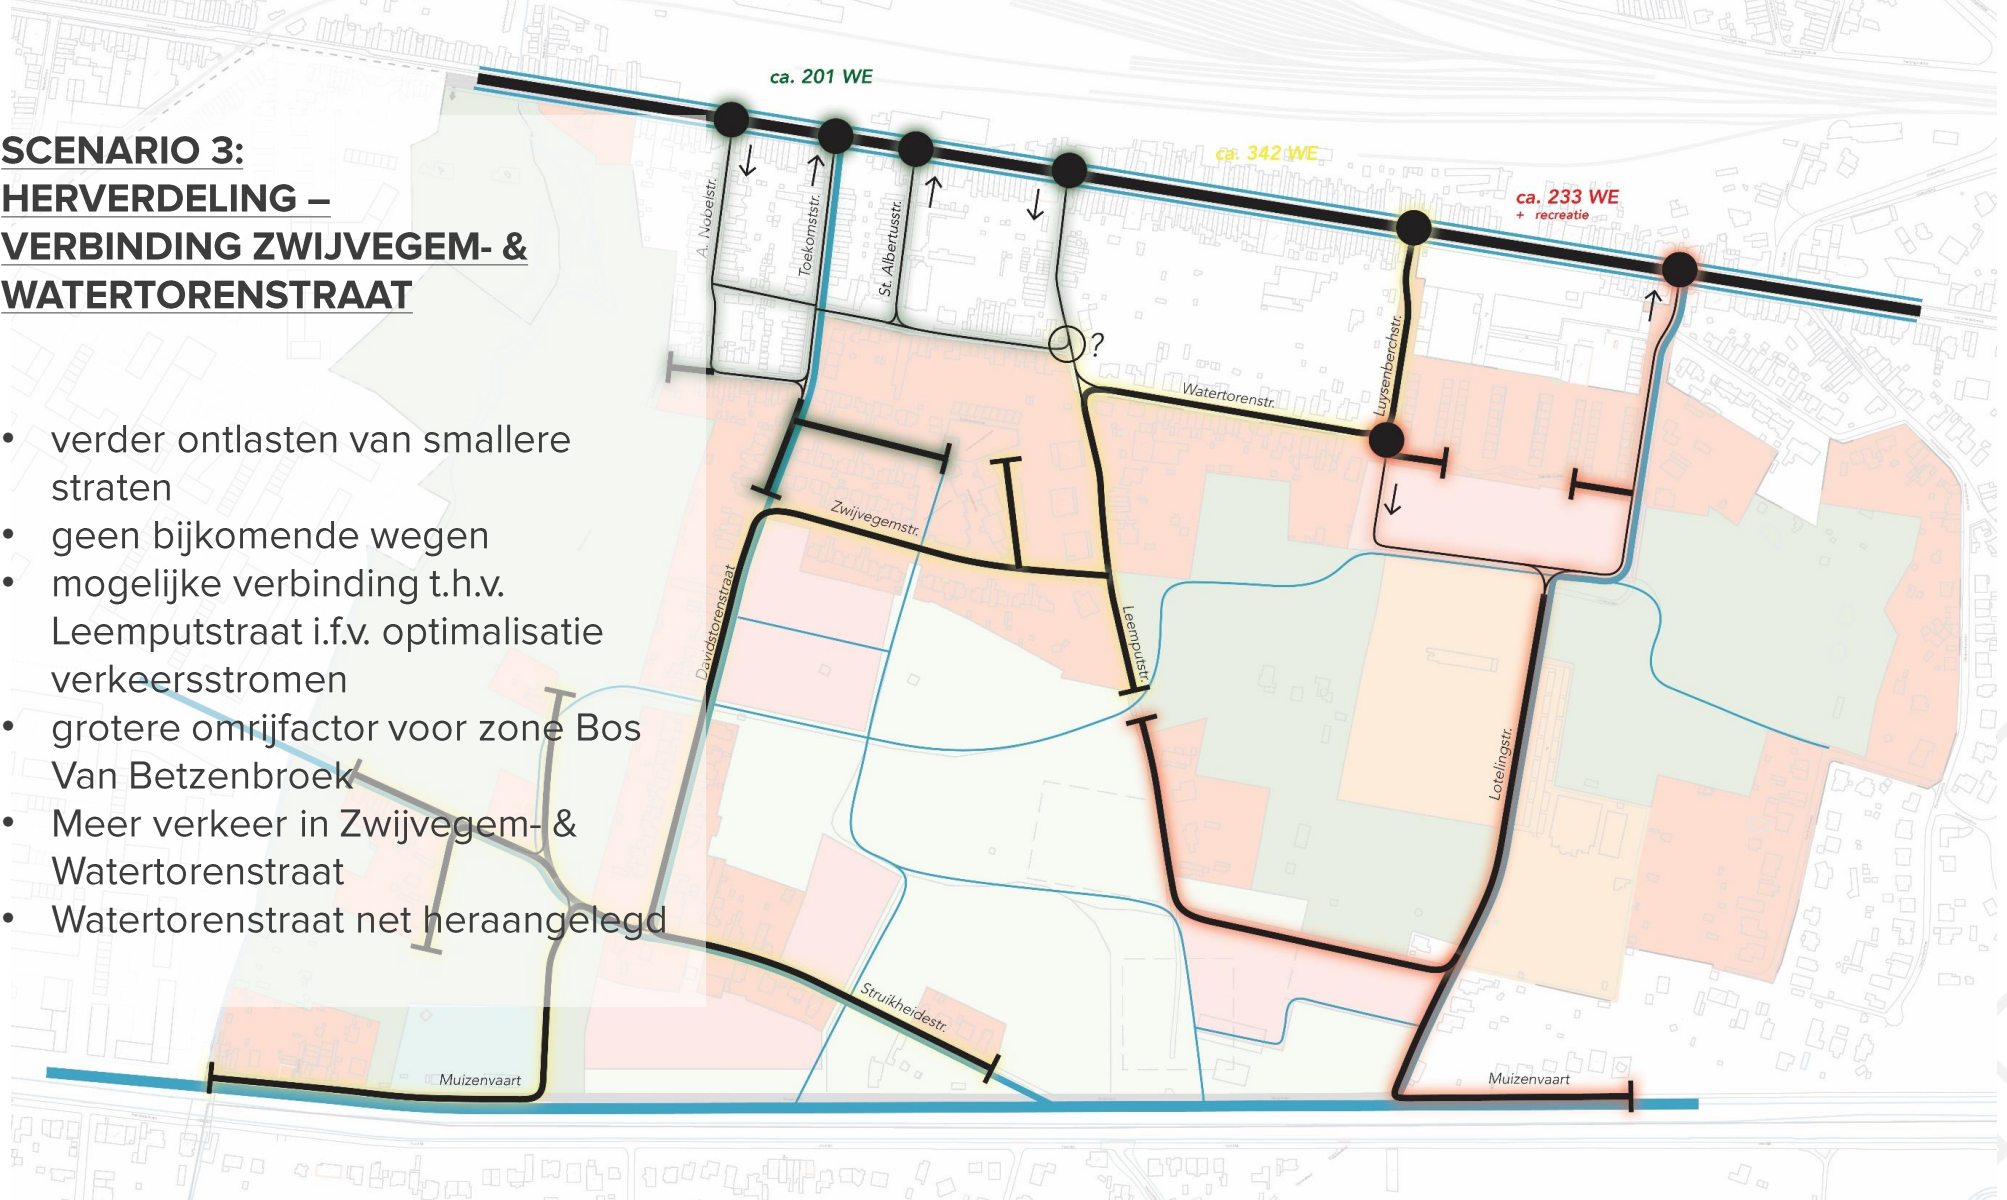 SCENARIO 3:
HERVERDELING –
VERBINDING ZWIJVEGEM- &
WATERTORENSTRAAT
• verder ontlasten van smallere
straten
• geen bijkomende wegen
• mogelijke verbinding t.h.v.
Leemputstraat i.f.v. optimalisatie
verkeersstromen
• grotere omrijfactor voor zone Bos
Van Betzenbroek
• Meer verkeer in Zwijvegem- &
Watertorenstraat
• Watertorenstraat net heraangelegd
ca. 201 WE
ca. 342 WE
ca. 233 WE
+ recreatie
A. Nobelstr.
Toekomststr.
St. Albertusstr.
?
Watertorenstr.
Luysenberchstr.
Zwijvegemstr.
Davidstorenstraat
Leemputstr.
Lotelingstr.
Struikheidestr.
Muizenvaart
Muizenvaart